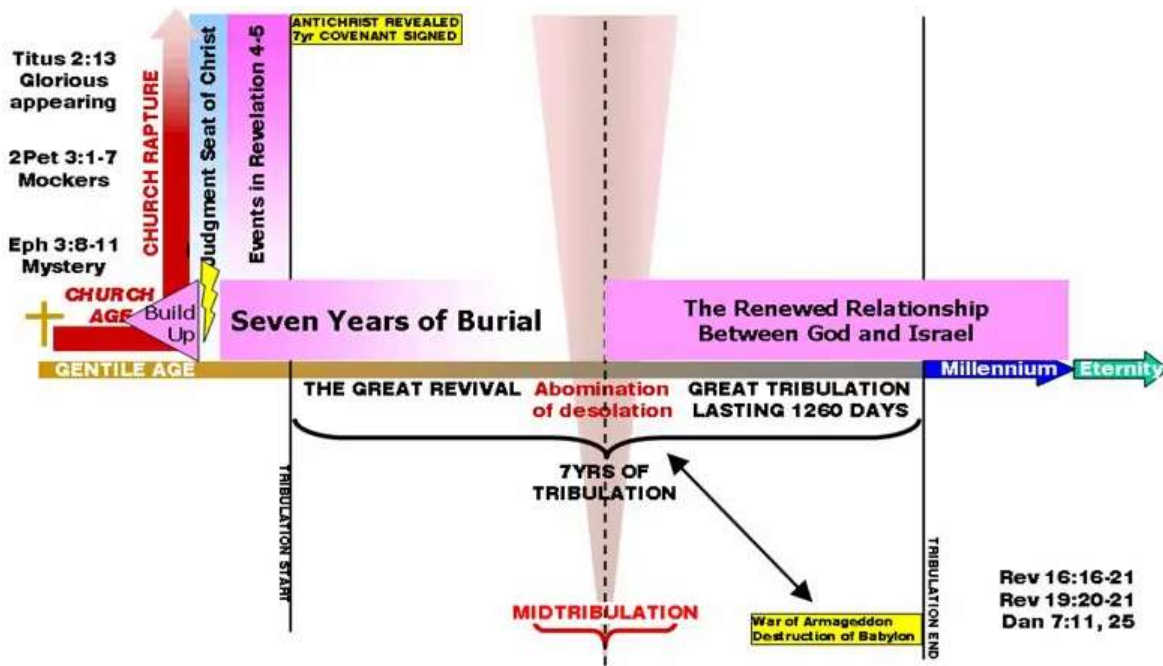 Titus 2:13
Glorious
appearing
2Pet 3:1-7
Mockers
Eph 3:8-11
Mystery
CHURCH RAPTURE
Judgment Seat of Christ
Events in Revelation 4-5
ANTICHRIST REVEALED
7yr COVENANT SIGNED
CHURCH
AGE
Build
Up
Seven Years of Burial
The Renewed Relationship
Between God and Israel
GENTILE AGE
Millennium
Eternity
THE GREAT REVIVAL
Abomination
of desolation
GREAT TRIBULATION
LASTING 1260 DAYS
7YRS OF
TRIBULATION
TRIBULATION START
MIDTRIBULATION
War of Armageddon
Destruction of Babylon
TRIBULATION END
Rev 16:16-21
Rev 19:20-21
Dan 7:11, 25